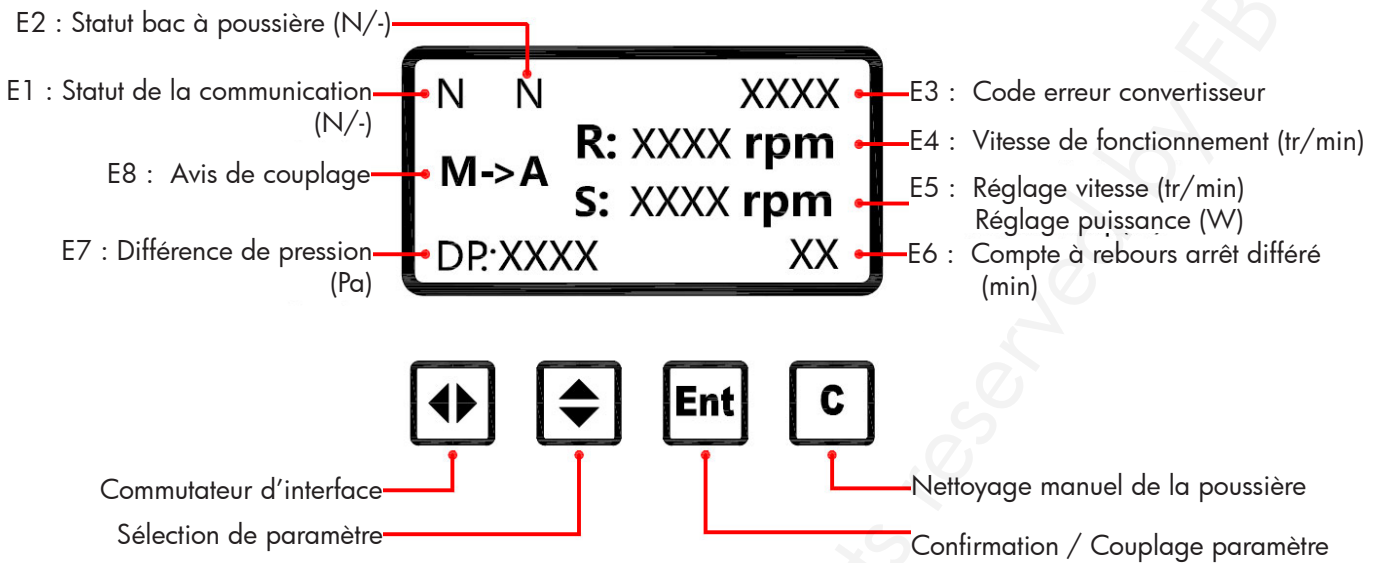 E2 : Statut bac à poussière (N/-)
E1 : Statut de la communication
(N/-)
E8 : Avis de couplage
E7 : Différence de pression
(Pa)
N N XXXX
R: XXXX rpm
M->A
S: XXXX rpm
DP:XXXX XX
E3 : Code erreur convertisseur
E4 : Vitesse de fonctionnement (tr/min)
E5 : Réglage vitesse (tr/min)
Réglage puissance (W)
E6 : Compte à rebours arrêt différé
(min)
Ent
C
Commutateur d’interface
Sélection de paramètre
Nettoyage manuel de la poussière
Confirmation / Couplage paramètre
reserved by FB